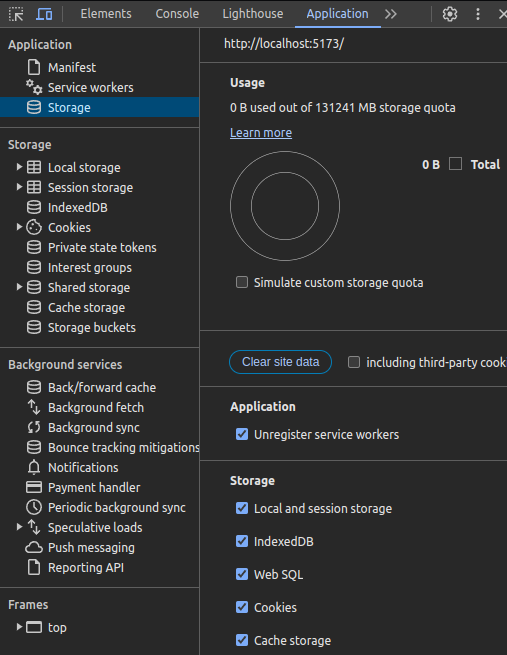 Elements Console Lighthouse Application
Application
Manifest
Service workers
Storage
Storage
Local storage
Session storage
IndexedDB
Cookies
Private state tokens
Interest groups
Shared storage
Cache storage
Storage buckets
Background services
Back/forward cache
Background fetch
Background sync
Bounce tracking mitigations
Notifications
Payment handler
Periodic background sync
Speculative loads
Push messaging
Reporting API
Frames
top
http://localhost:5173/
Usage
0 B used out of 131241 MB storage quota
Learn more
0 B Total
Simulate custom storage quota
Clear site data including third-party cook
Application
Unregister service workers
Storage
Local and session storage
IndexedDB
Web SQL
Cookies
Cache storage